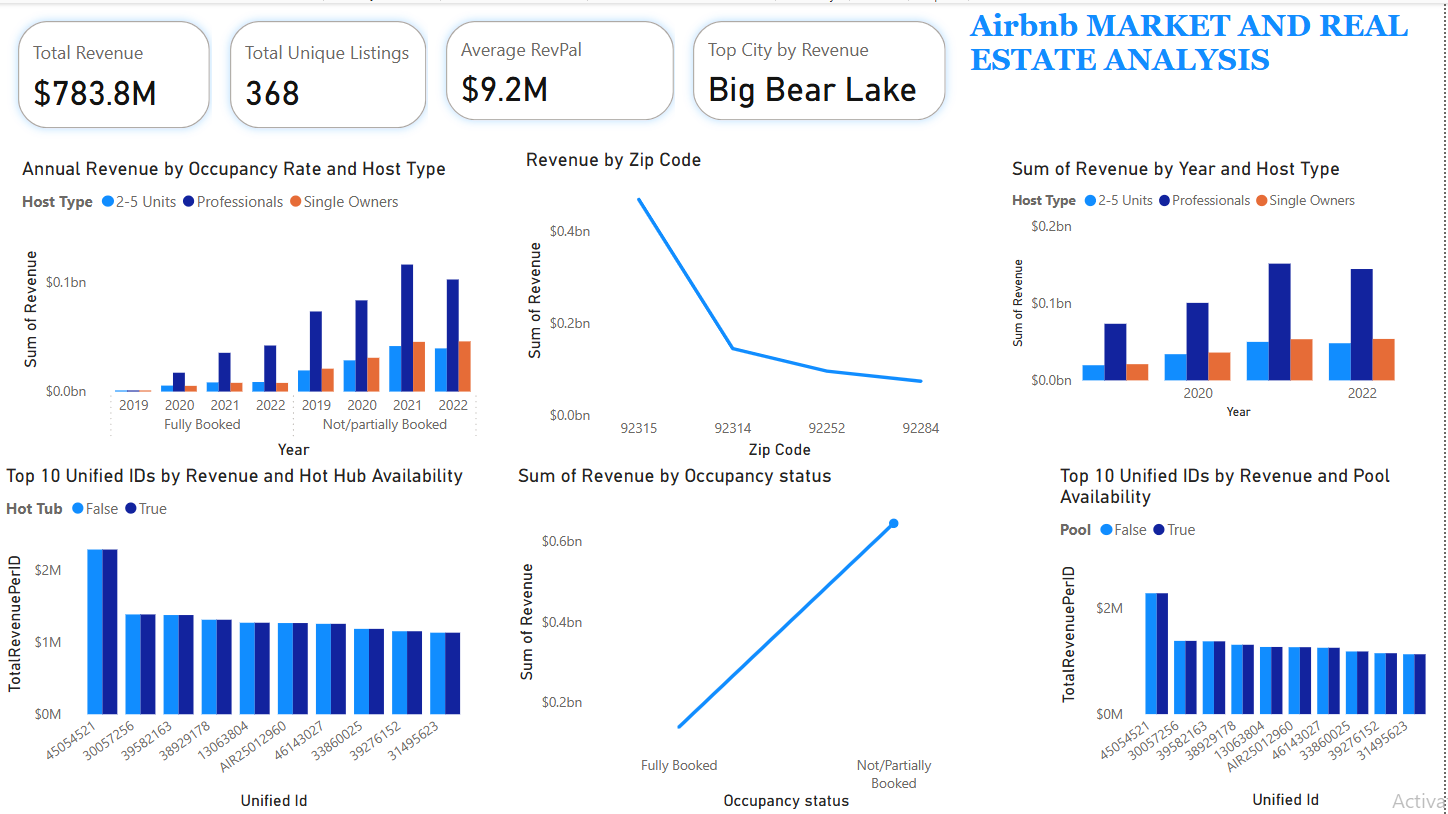 Total Revenue
$783.8M
Total Unique Listings
368
Average RevPal
$9.2M
Top City by Revenue
Big Bear Lake
Airbnb MARKET AND REAL
ESTATE ANALYSIS
Annual Revenue by Occupancy Rate and Host Type
Host Type 2-5 Units Professionals Single Owners
Sum of Revenue
$0.1bn
$0.0bn
2019 2020 2021 2022 2019 2020 2021 2022
Fully Booked Not/partially Booked
Year
Revenue by Zip Code
Sum of Revenue
$0.4bn
$0.2bn
$0.0bn
92315 92314 92252 92284
Zip Code
Sum of Revenue by Year and Host Type
Host Type 2-5 Units Professionals Single Owners
Sum of Revenue
$0.2bn
$0.1bn
$0.0bn
2020 2022
Year
Top 10 Unified IDs by Revenue and Hot Hub Availability
Hot Tub False True
TotalRevenuePerID
$2M
$1M
$0M
45054521 30057256 39582163 38929178 13063804 AIR25012960 46143027 33860025 39276152 31495623
Unified Id
Sum of Revenue by Occupancy status
Sum of Revenue
$0.6bn
$0.4bn
$0.2bn
Fully Booked Not/Partially
Booked
Occupancy status
Top 10 Unified IDs by Revenue and Pool
Availability
Pool False True
TotalRevenuePerID
$2M
$0M
45054521 30057256 39582163 38929178 13063804 AIR25012960 46143027 33860025 39276152 31495623
Unified Id
Activa